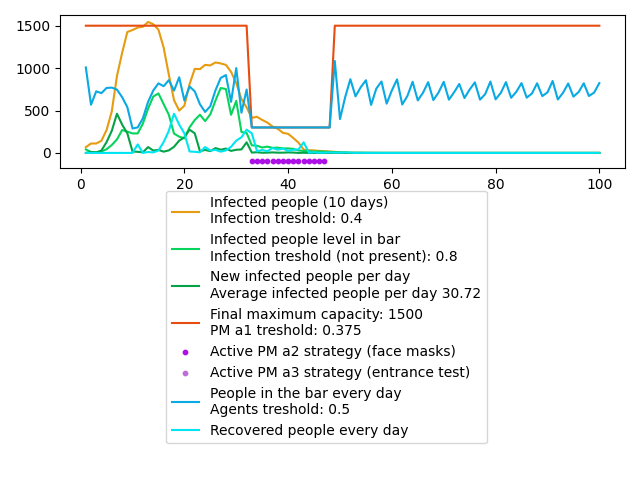 1500
1000
500
0
0 20 40 60 80 100
Infected people (10 days)
Infection treshold: 0.4
Infected people level in bar
Infection treshold (not present): 0.8
New infected people per day
Average infected people per day 30.72
Final maximum capacity: 1500
PM a1 treshold: 0.375
Active PM a2 strategy (face masks)
Active PM a3 strategy (entrance test)
People in the bar every day
Agents treshold: 0.5
Recovered people every day